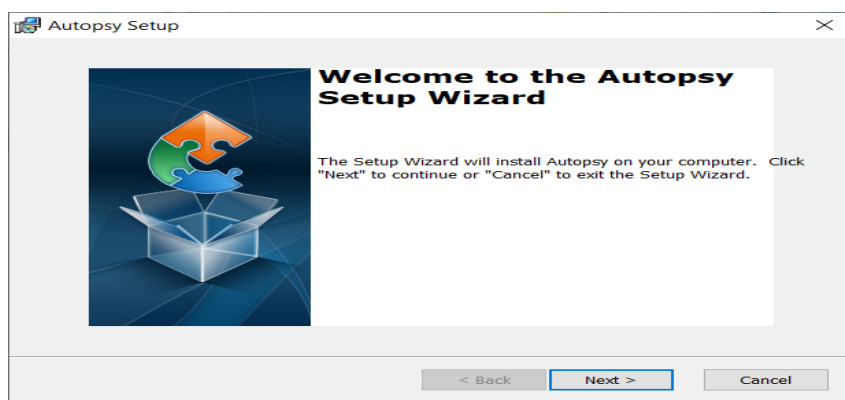 Autopsy Setup
Welcome to the Autopsy
Setup Wizard
The Setup Wizard will install Autopsy on your computer. Click
"Next" to continue or "Cancel" to exit the Setup Wizard.
< Back Next > Cancel